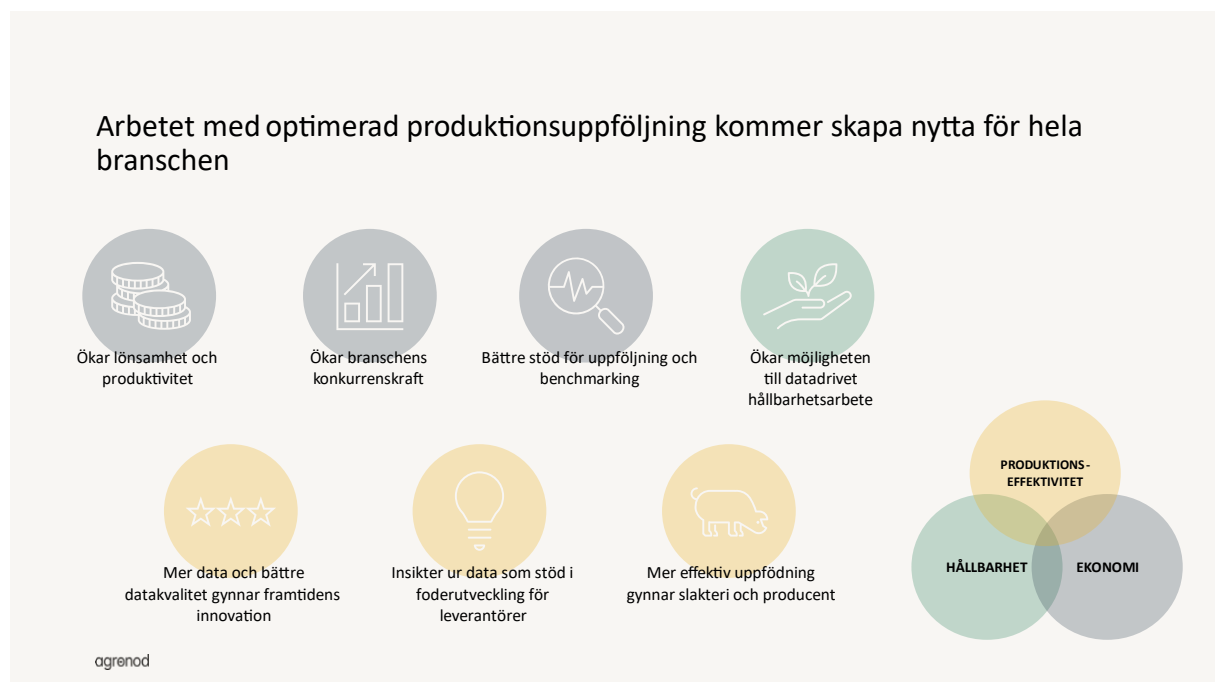 Arbetet med optimerad produktionsuppföljning kommer skapa nytta för hela
branschen
Ökar lönsamhet och
produktivitet
Ökar branschens
konkurrenskraft
Bättre stöd för uppföljning och
benchmarking
Ökar möjligheten
till datadrivet
hållbarhetsarbete
Mer data och bättre
datakvalitet gynnar framtidens
innovation
Insikter ur data som stöd i
foderutveckling för
leverantörer
Mer effektiv uppfödning
gynnar slakteri och producent
PRODUKTIONS-
EFFEKTIVITET
HÅLLBARHET
EKONOMI
agronod